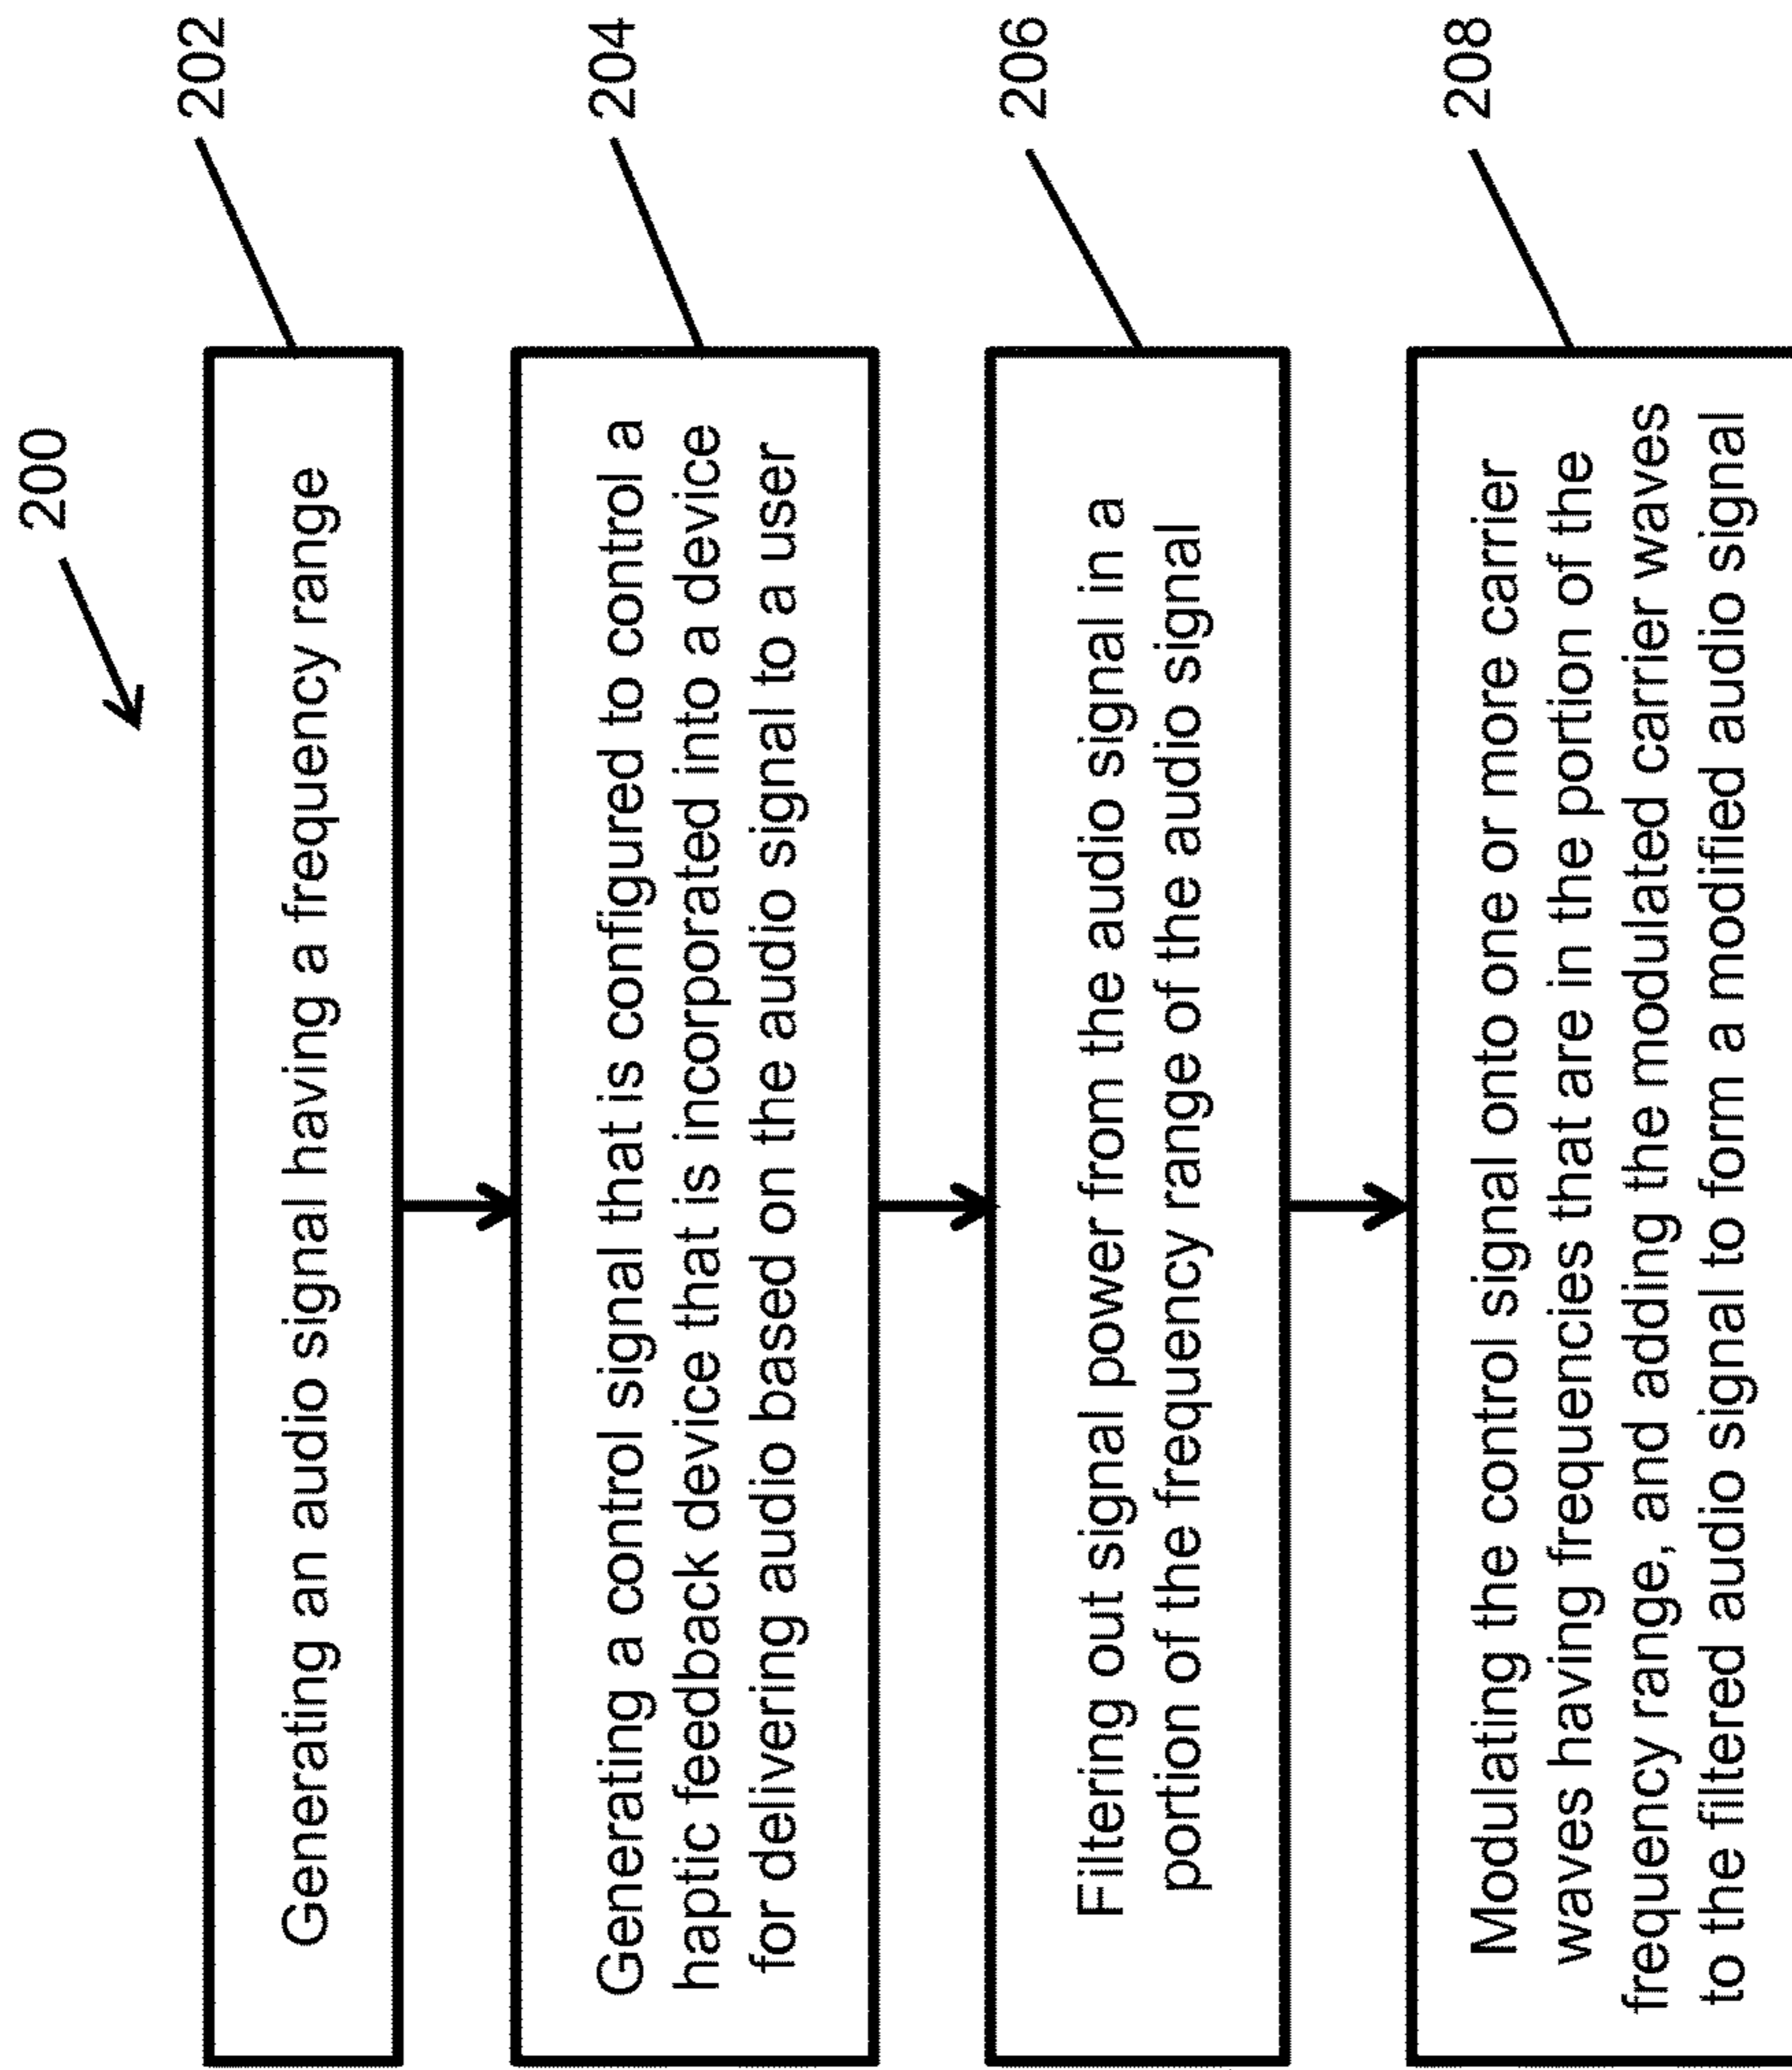 200
Generating an audio signal having a frequency range
202
Generating a control signal that is configured to control a
haptic feedback device that is incorporated into a device
for delivering audio based on the audio signal to a user
204
Filtering out signal power from the audio signal in a
portion of the frequency range of the audio signal
206
Modulating the control signal onto one or more carrier
waves having frequencies that are in the portion of the
frequency range, and adding the modulated carrier waves
to the filtered audio signal to form a modified audio signal
208